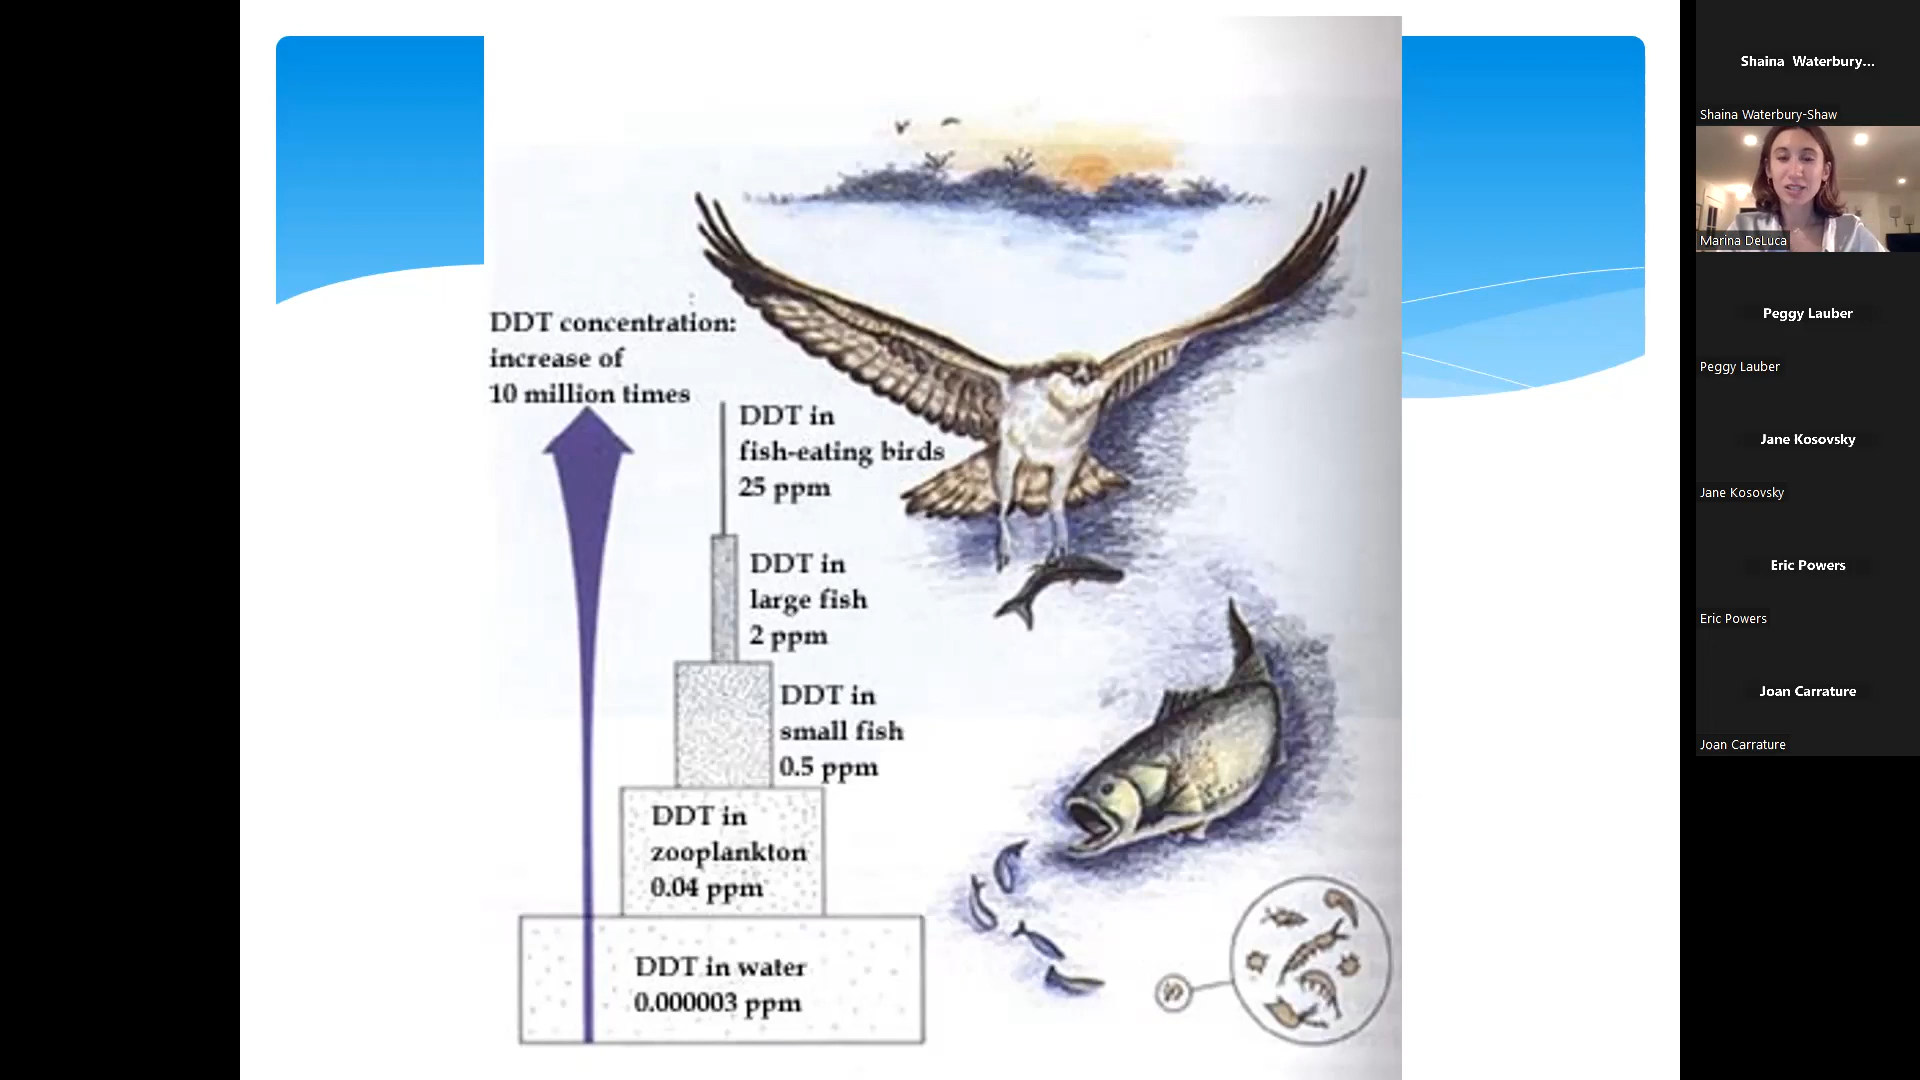 DDT concentration:
increase of
10 million times
DDT in
fish-eating birds
25 ppm
DDT in
large fish
2 ppm
DDT in
small fish
0.5 ppm
DDT in
zooplankton
0.04 ppm
DDT in water
0.000003 ppm
Shaina Waterbury...
Shaina Waterbury-Shaw
Marina DeLuca
Peggy Lauber
Peggy Lauber
Jane Kosovsky
Jane Kosovsky
Eric Powers
Eric Powers
Joan Carrature
Joan Carrature